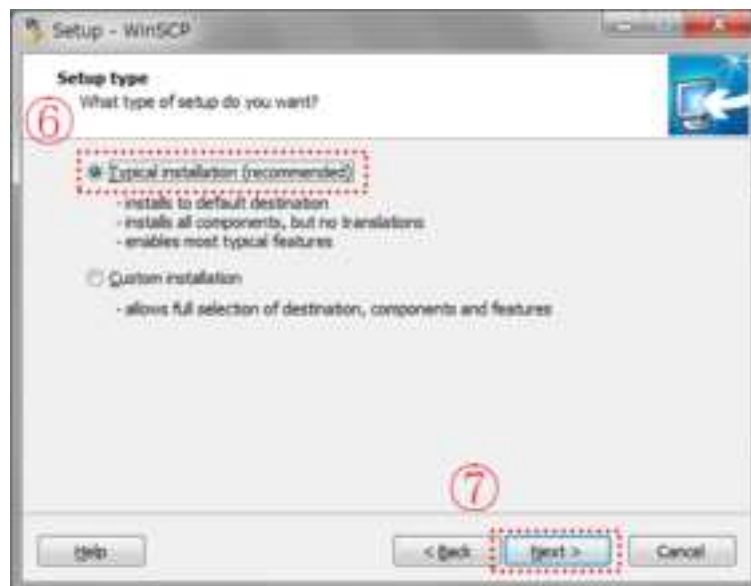 Setup - WinSCP
Setup type
What type of setup do you want?
⑥
Typical installation (recommended)
- installs to default destination
- installs all components, but no translations
- enables most typical features
Custom installation
- allows full selection of destination, components and features
⑦
Help
< Back
Next >
Cancel